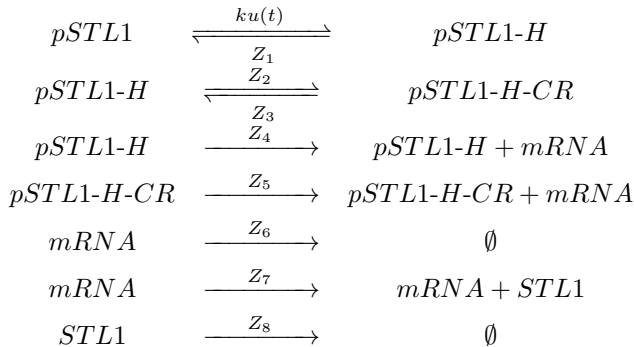 ku(t)
pSTL1 ⇌ pSTL1-H
Z₁
Z₂
pSTL1-H ⇌ pSTL1-H-CR
Z₃
Z₄
pSTL1-H → pSTL1-H + mRNA
Z₅
pSTL1-H-CR → pSTL1-H-CR + mRNA
Z₆
mRNA → ∅
Z₇
mRNA → mRNA + STL1
Z₈
STL1 → ∅